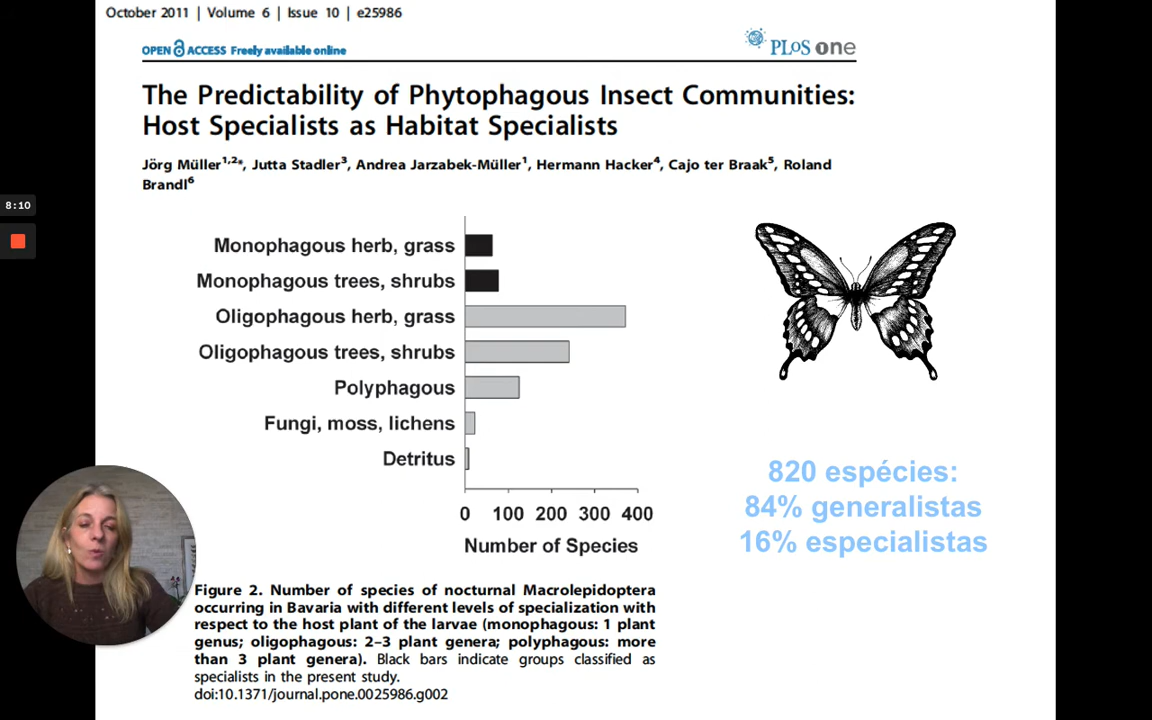 October 2011 | Volume 6 | Issue 10 | e25986
OPEN ACCESS Freely available online
PLoS one
The Predictability of Phytophagous Insect Communities:
Host Specialists as Habitat Specialists
Jörg Müller1,2*, Jutta Stadler3, Andrea Jarzabek-Müller1, Hermann Hacker4, Cajo ter Braak5, Roland
Brandl6
8:10
Monophagous herb, grass
Monophagous trees, shrubs
Oligophagous herb, grass
Oligophagous trees, shrubs
Polyphagous
Fungi, moss, lichens
Detritus
0 100 200 300 400
Number of Species
820 espécies:
84% generalistas
16% especialistas
Figure 2. Number of species of nocturnal Macrolepidoptera
occurring in Bavaria with different levels of specialization with
respect to the host plant of the larvae (monophagous: 1 plant
genus; oligophagous: 2–3 plant genera; polyphagous: more
than 3 plant genera). Black bars indicate groups classified as
specialists in the present study.
doi:10.1371/journal.pone.0025986.g002